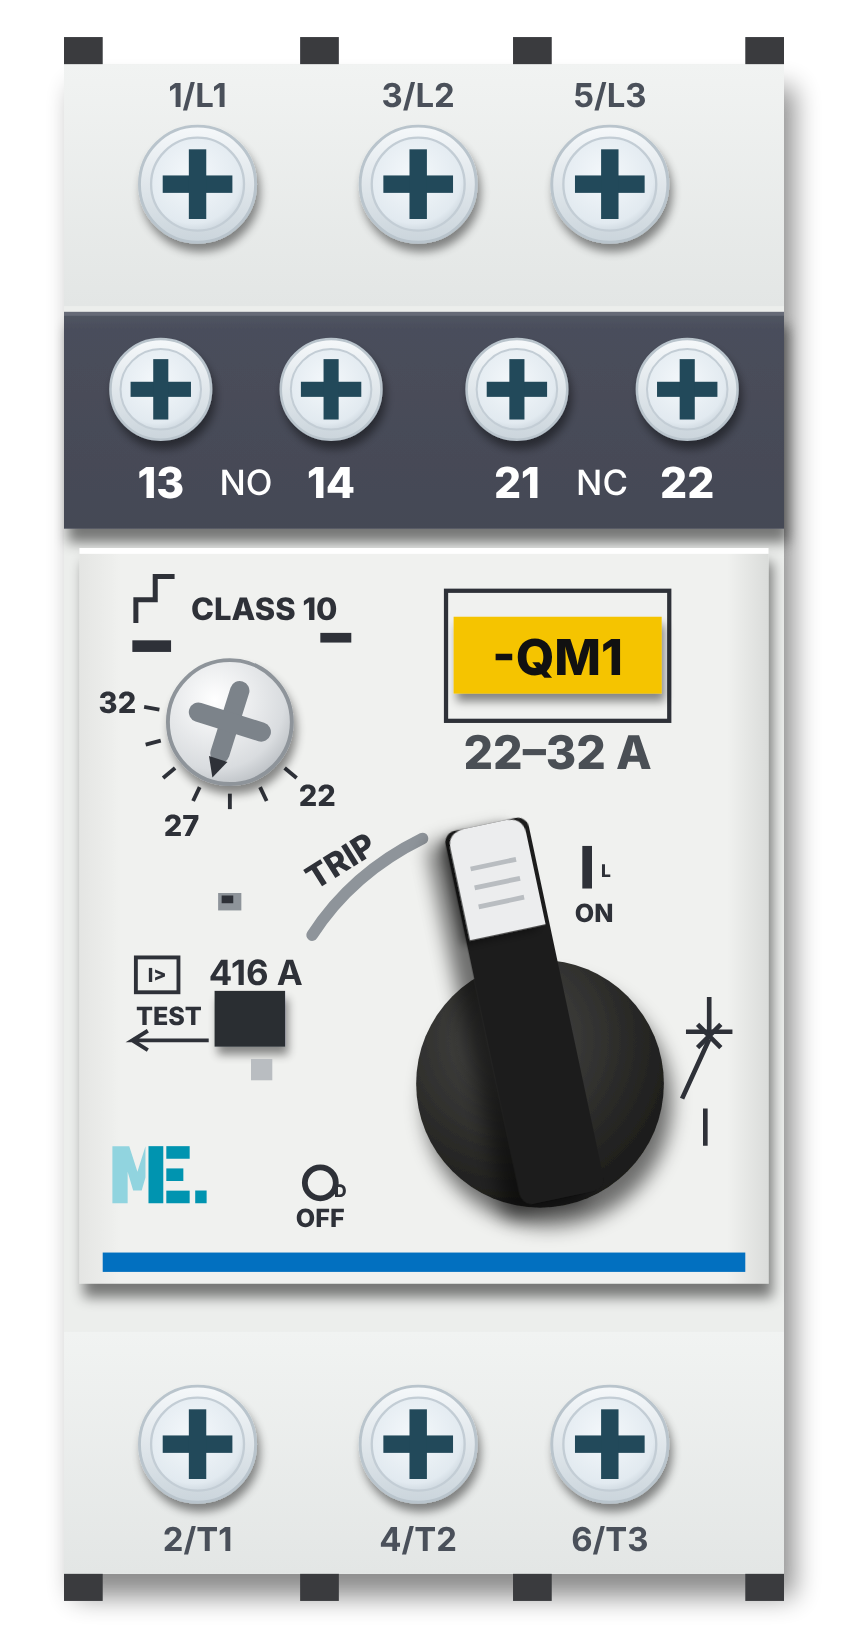 1/L1 3/L2 5/L3
13 NO 14 21 NC 22
CLASS 10
-QM1
32
22–32 A
22
27
TRIP
L
ON
I> 416 A
TEST
ME.
D
OFF
2/T1 4/T2 6/T3